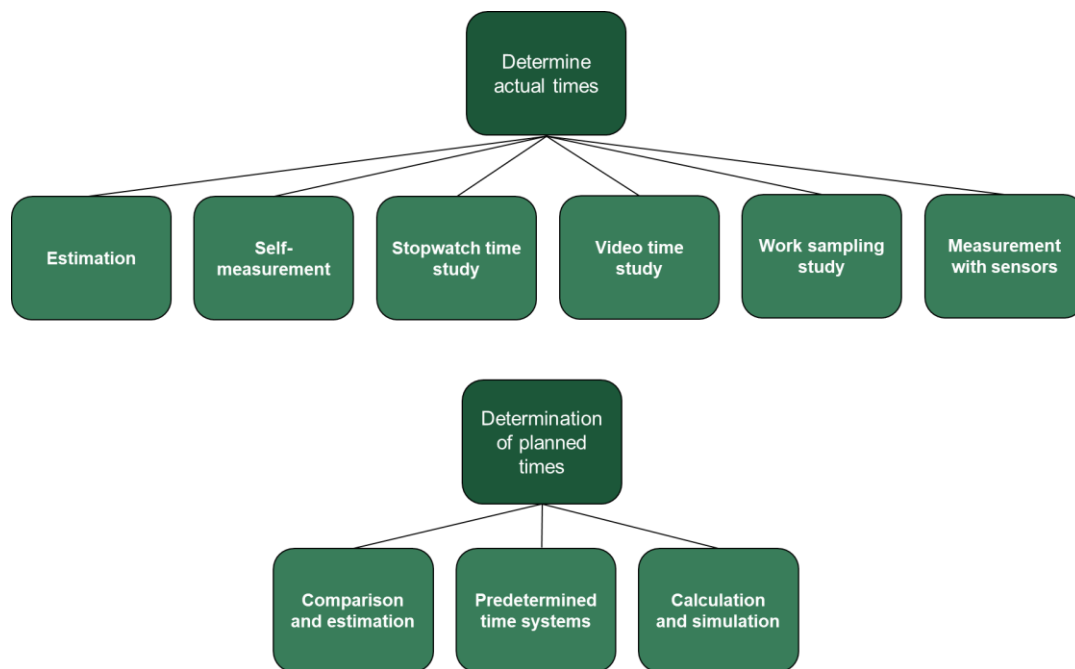 Determine
actual times
Estimation
Self-
measurement
Stopwatch time
study
Video time
study
Work sampling
study
Measurement
with sensors
Determination
of planned
times
Comparison
and estimation
Predetermined
time systems
Calculation
and simulation